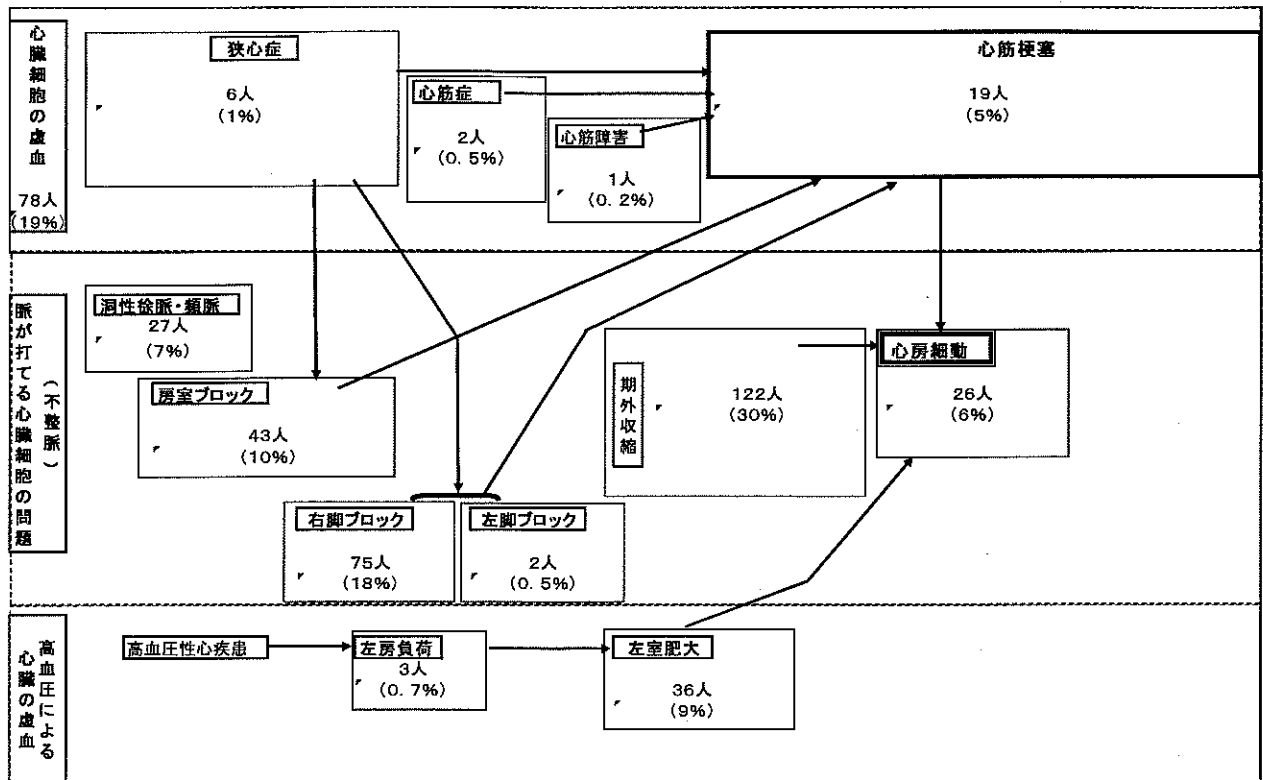 心臓細胞の虚血
78人
(19%)
狭心症
6人
(1%)
心筋症
2人
(0.5%)
心筋障害
1人
(0.2%)
心筋梗塞
19人
(5%)
脈が打てる心臓細胞の問題
(不整脈)
洞性徐脈・頻脈
27人
(7%)
房室ブロック
43人
(10%)
右脚ブロック
75人
(18%)
左脚ブロック
2人
(0.5%)
期外収縮
122人
(30%)
心房細動
26人
(6%)
高血圧による
心臓の虚血
高血圧性心疾患
左房負荷
3人
(0.7%)
左室肥大
36人
(9%)